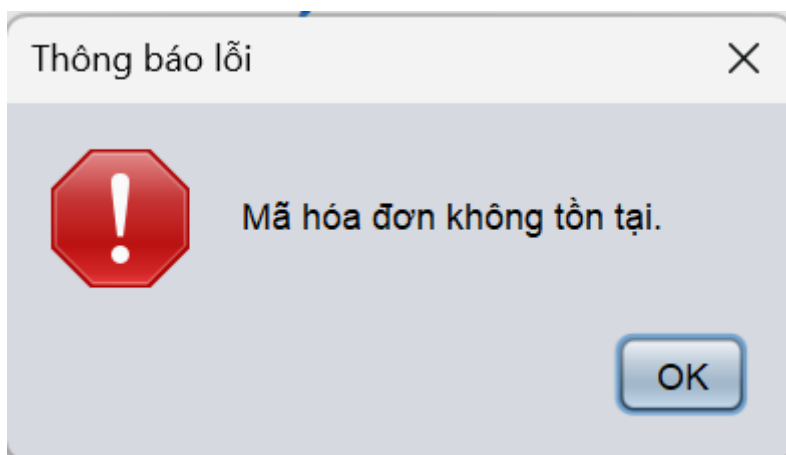 Thông báo lỗi
Mã hóa đơn không tồn tại.
OK